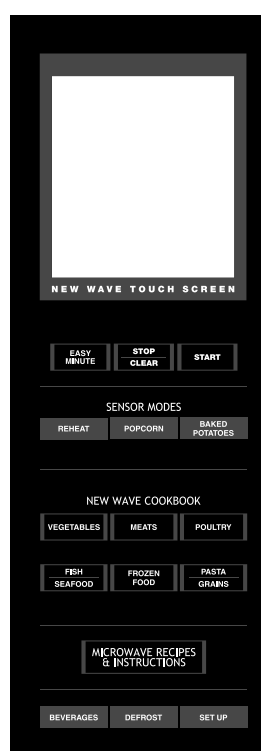 NEW WAVE TOUCH SCREEN
EASY
MINUTE
STOP
CLEAR
START
SENSOR MODES
REHEAT
POPCORN
BAKED
POTATOES
NEW WAVE COOKBOOK
VEGETABLES
MEATS
POULTRY
FISH
SEAFOOD
FROZEN
FOOD
PASTA
GRAINS
MICROWAVE RECIPES
& INSTRUCTIONS
BEVERAGES
DEFROST
SET UP